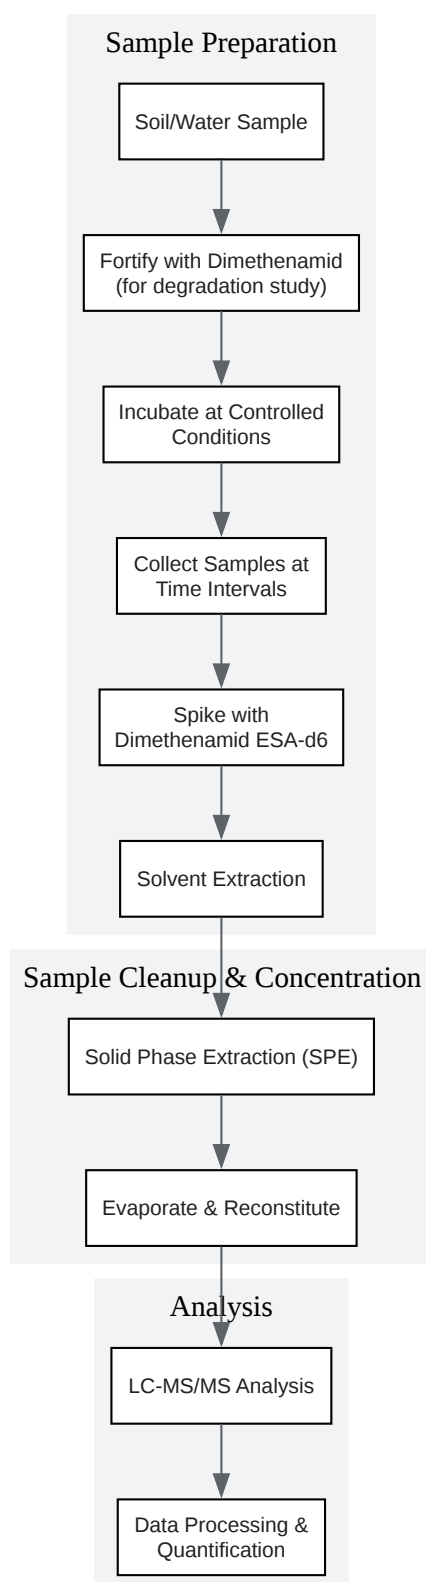 Sample Preparation
Soil/Water Sample
Fortify with Dimethenamid
(for degradation study)
Incubate at Controlled
Conditions
Collect Samples at
Time Intervals
Spike with
Dimethenamid ESA-d6
Solvent Extraction
Sample Cleanup & Concentration
Solid Phase Extraction (SPE)
Evaporate & Reconstitute
Analysis
LC-MS/MS Analysis
Data Processing &
Quantification